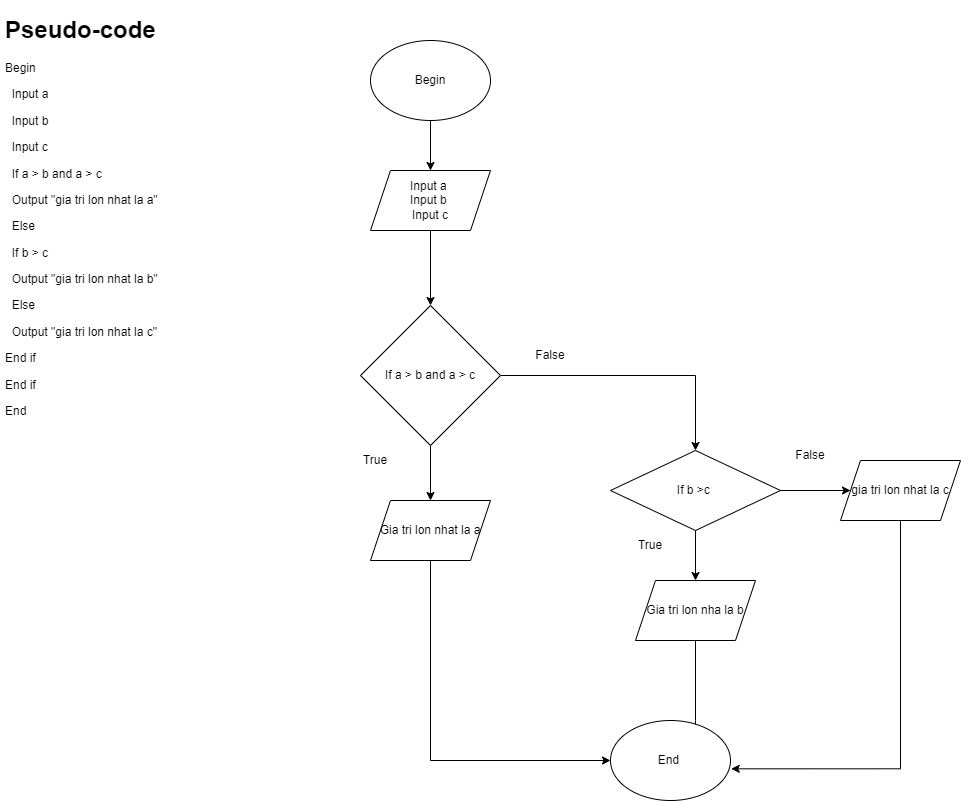 Pseudo-code
Begin
Input a
Input b
Input c
If a > b and a > c
Output "gia tri lon nhat la a"
Else
If b > c
Output "gia tri lon nhat la b"
Else
Output "gia tri lon nhat la c"
End if
End if
End
Begin
Input a
Input b
Input c
If a > b and a > c
False
True
Gia tri lon nhat la a
If b >c
False
gia tri lon nhat la c
True
Gia tri lon nha la b
End